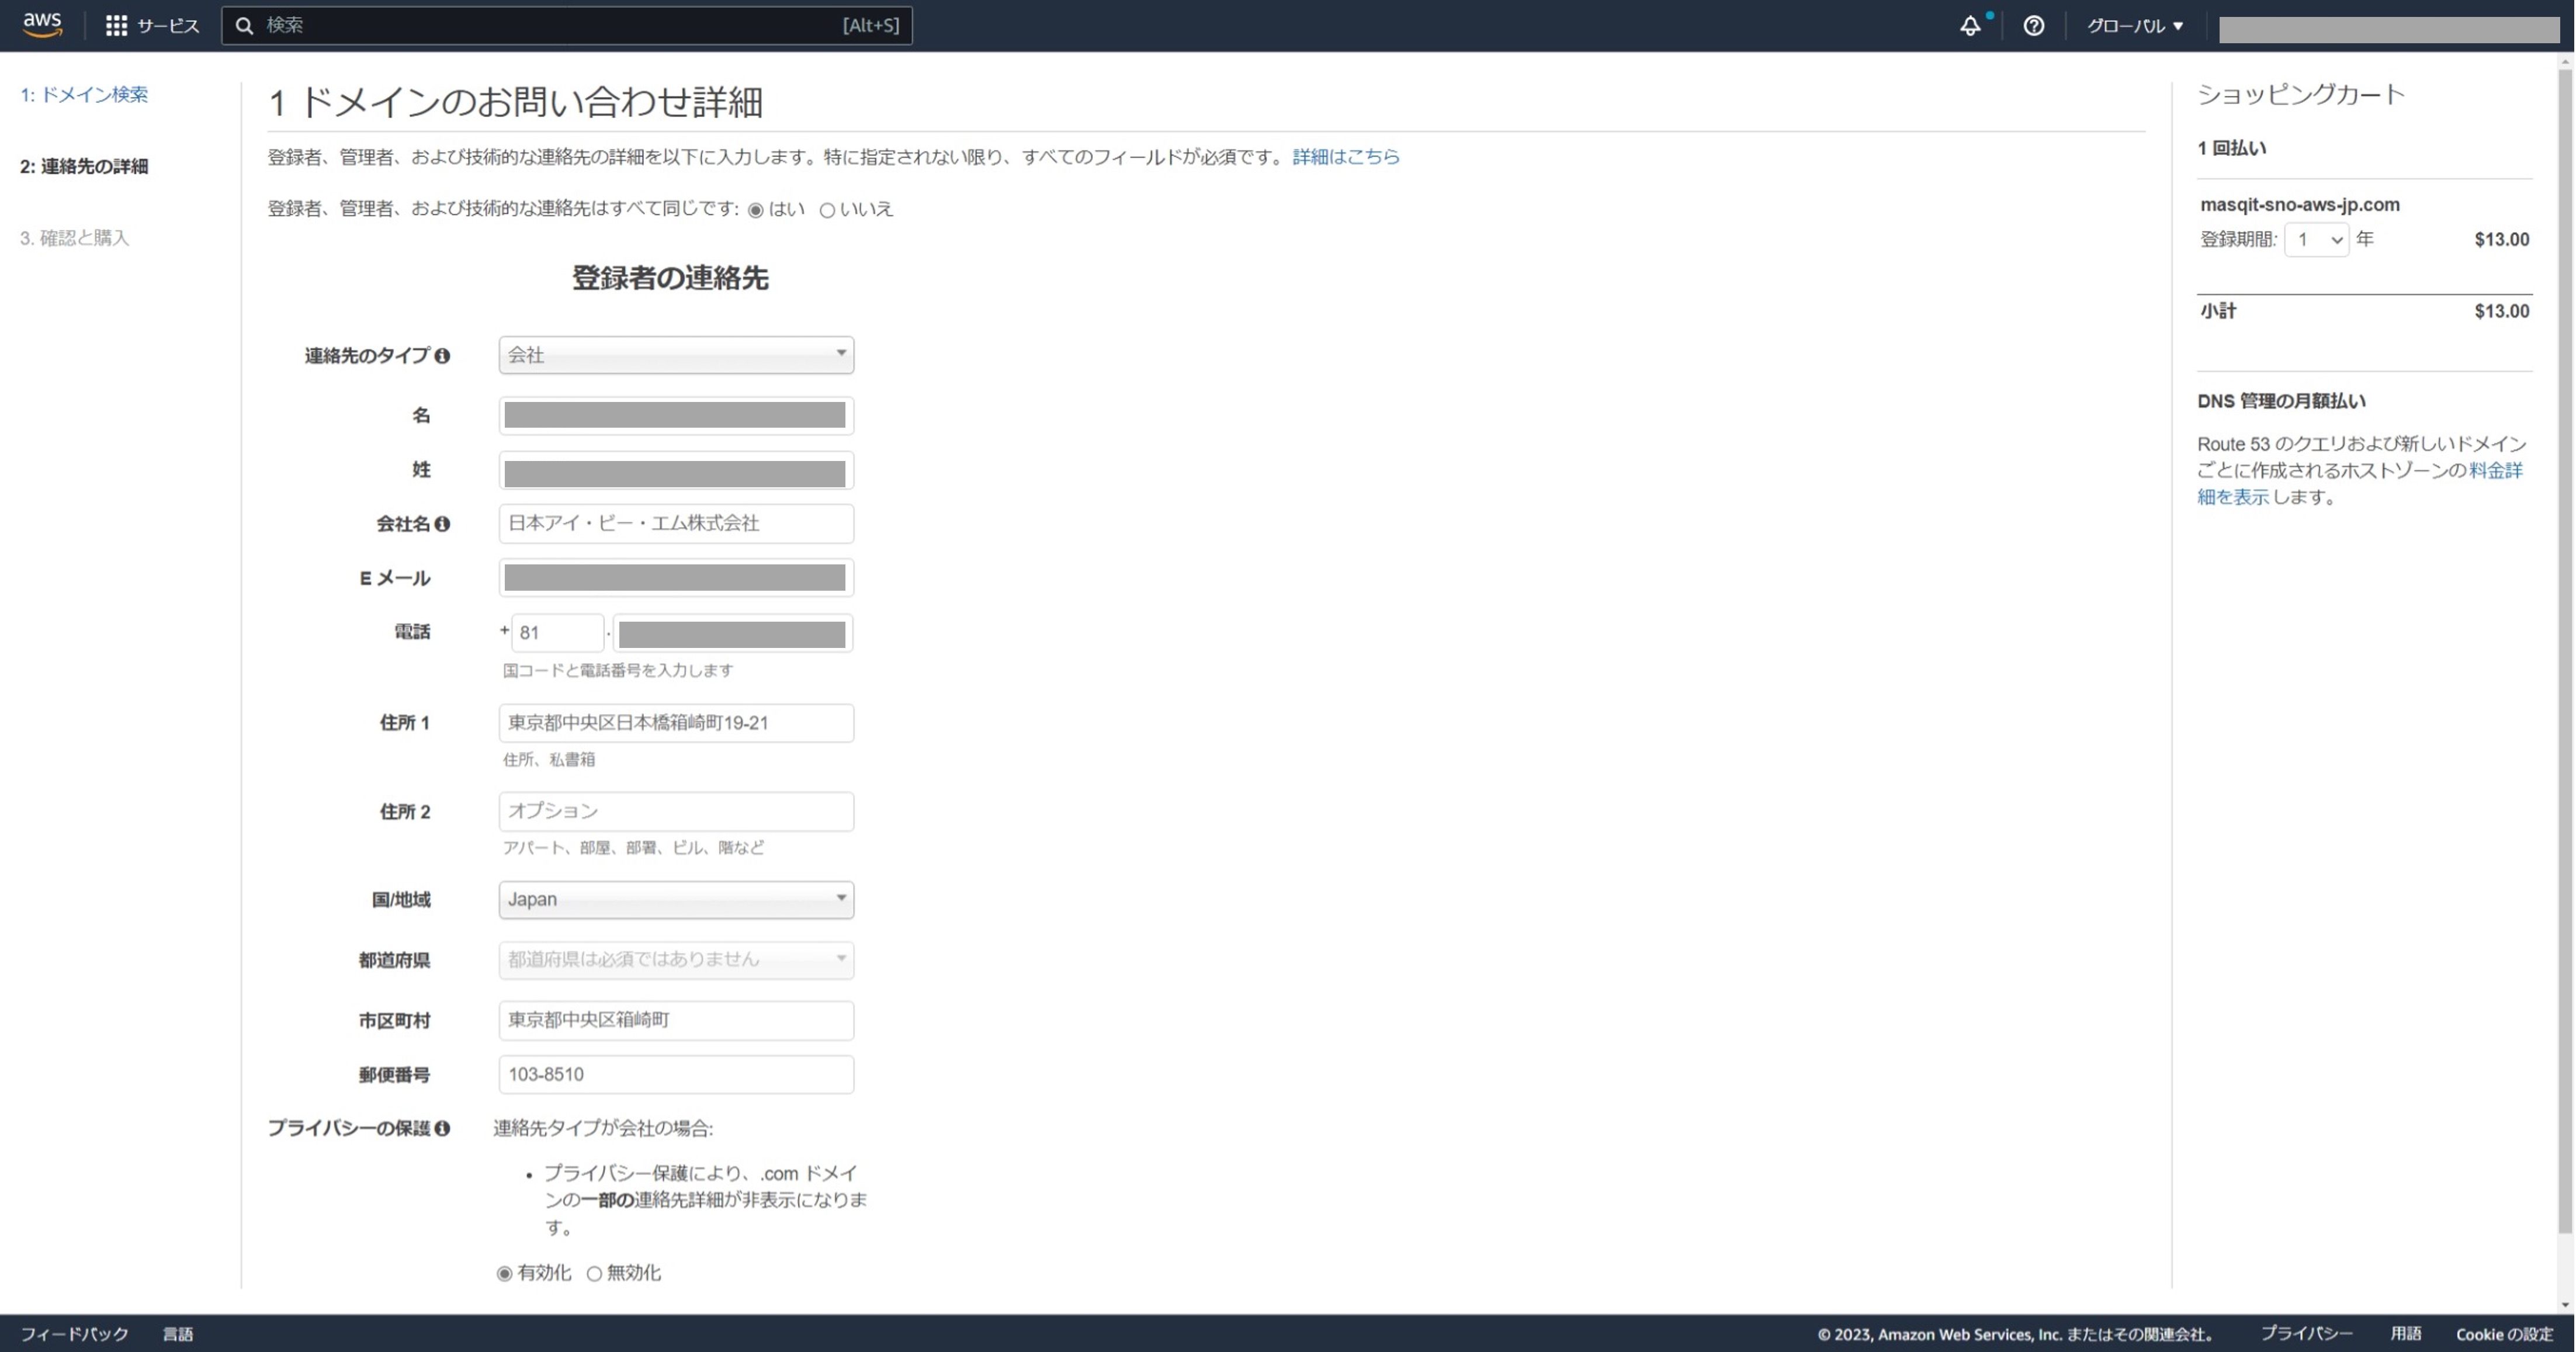 aws
サービス
検索
[Alt+S]
グローバル ▼
1: ドメイン検索
2: 連絡先の詳細
3. 確認と購入
1 ドメインのお問い合わせ詳細
登録者、管理者、および技術的な連絡先の詳細を以下に入力します。特に指定されない限り、すべてのフィールドが必須です。 詳細はこちら
登録者、管理者、および技術的な連絡先はすべて同じです: はい いいえ
登録者の連絡先
連絡先のタイプ 会社
名
姓
会社名 日本アイ・ビー・エム株式会社
E メール
電話 + 81 .
国コードと電話番号を入力します
住所 1 東京都中央区日本橋箱崎町19-21
住所、私書箱
住所 2 オプション
アパート、部屋、部署、ビル、階など
国/地域 Japan
都道府県 都道府県は必須ではありません
市区町村 東京都中央区箱崎町
郵便番号 103-8510
プライバシーの保護 連絡先タイプが会社の場合:
• プライバシー保護により、.com ドメイ
ンの一部の連絡先詳細が非表示になりま
す。
有効化 無効化
ショッピングカート
1 回払い
masqit-sno-aws-jp.com
登録期間: 1 年 $13.00
小計 $13.00
DNS 管理の月額払い
Route 53 のクエリおよび新しいドメイン
ごとに作成されるホストゾーンの 料金詳
細を表示 します。
フィードバック 言語
© 2023, Amazon Web Services, Inc. またはその関連会社。 プライバシー 用語 Cookie の設定